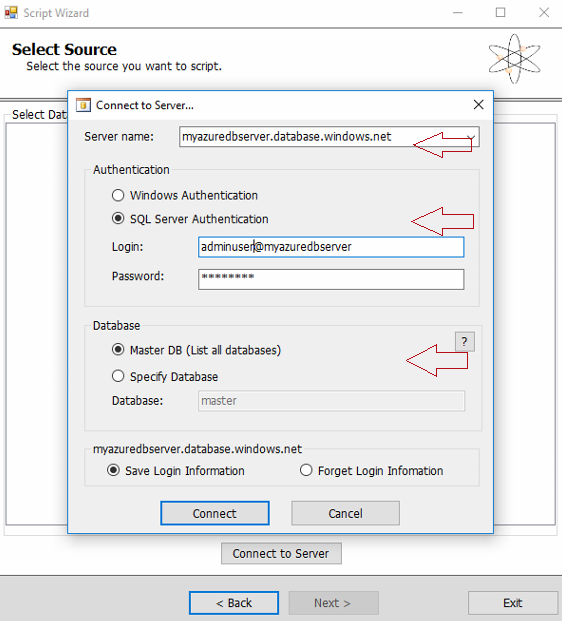 Script Wizard
Select Source
Select the source you want to script.
Select Dat
Connect to Server...
Server name: myazuredbserver.database.windows.net
Authentication
Windows Authentication
SQL Server Authentication
Login: adminuser@myazuredbserver
Password: ********
Database
?
Master DB (List all databases)
Specify Database
Database: master
myazuredbserver.database.windows.net
Save Login Information Forget Login Infomation
Connect Cancel
Connect to Server
< Back Next > Exit